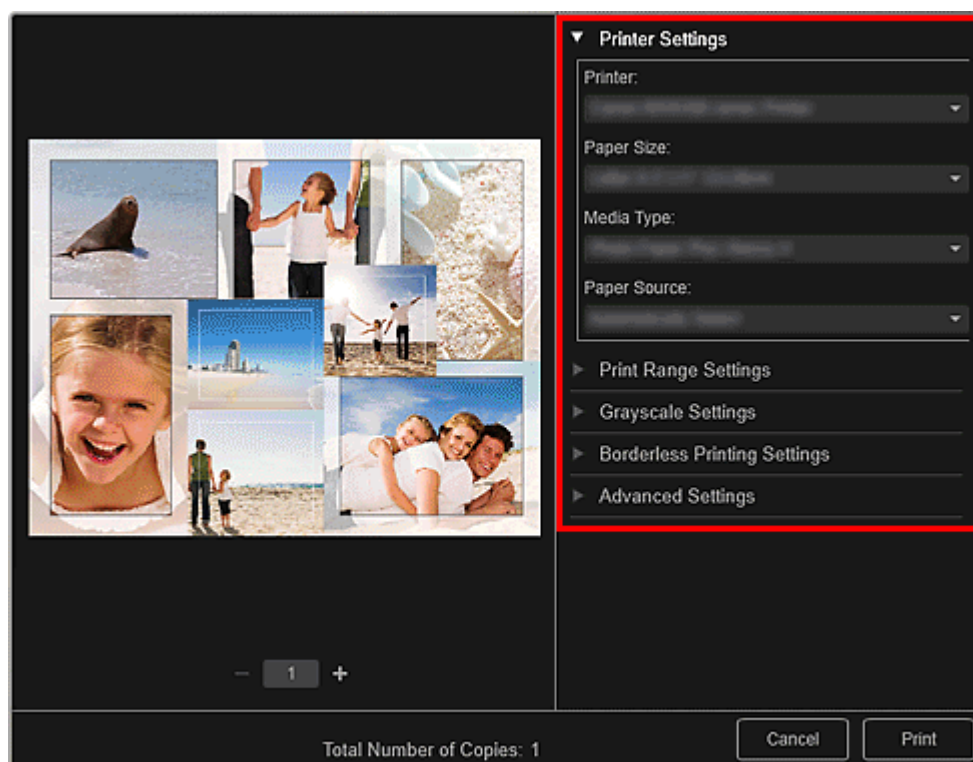 Printer Settings
Printer:
Paper Size:
Media Type:
Paper Source:
Print Range Settings
Grayscale Settings
Borderless Printing Settings
Advanced Settings
1
Total Number of Copies: 1
Cancel
Print